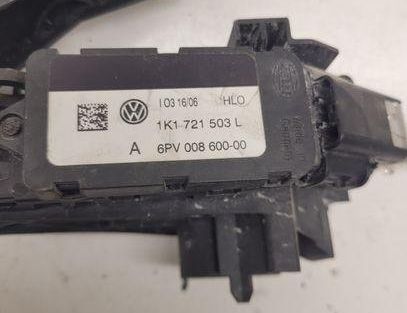 I 03 16/06 HLO
1K1 721 503 L
A 6PV 008 600-00